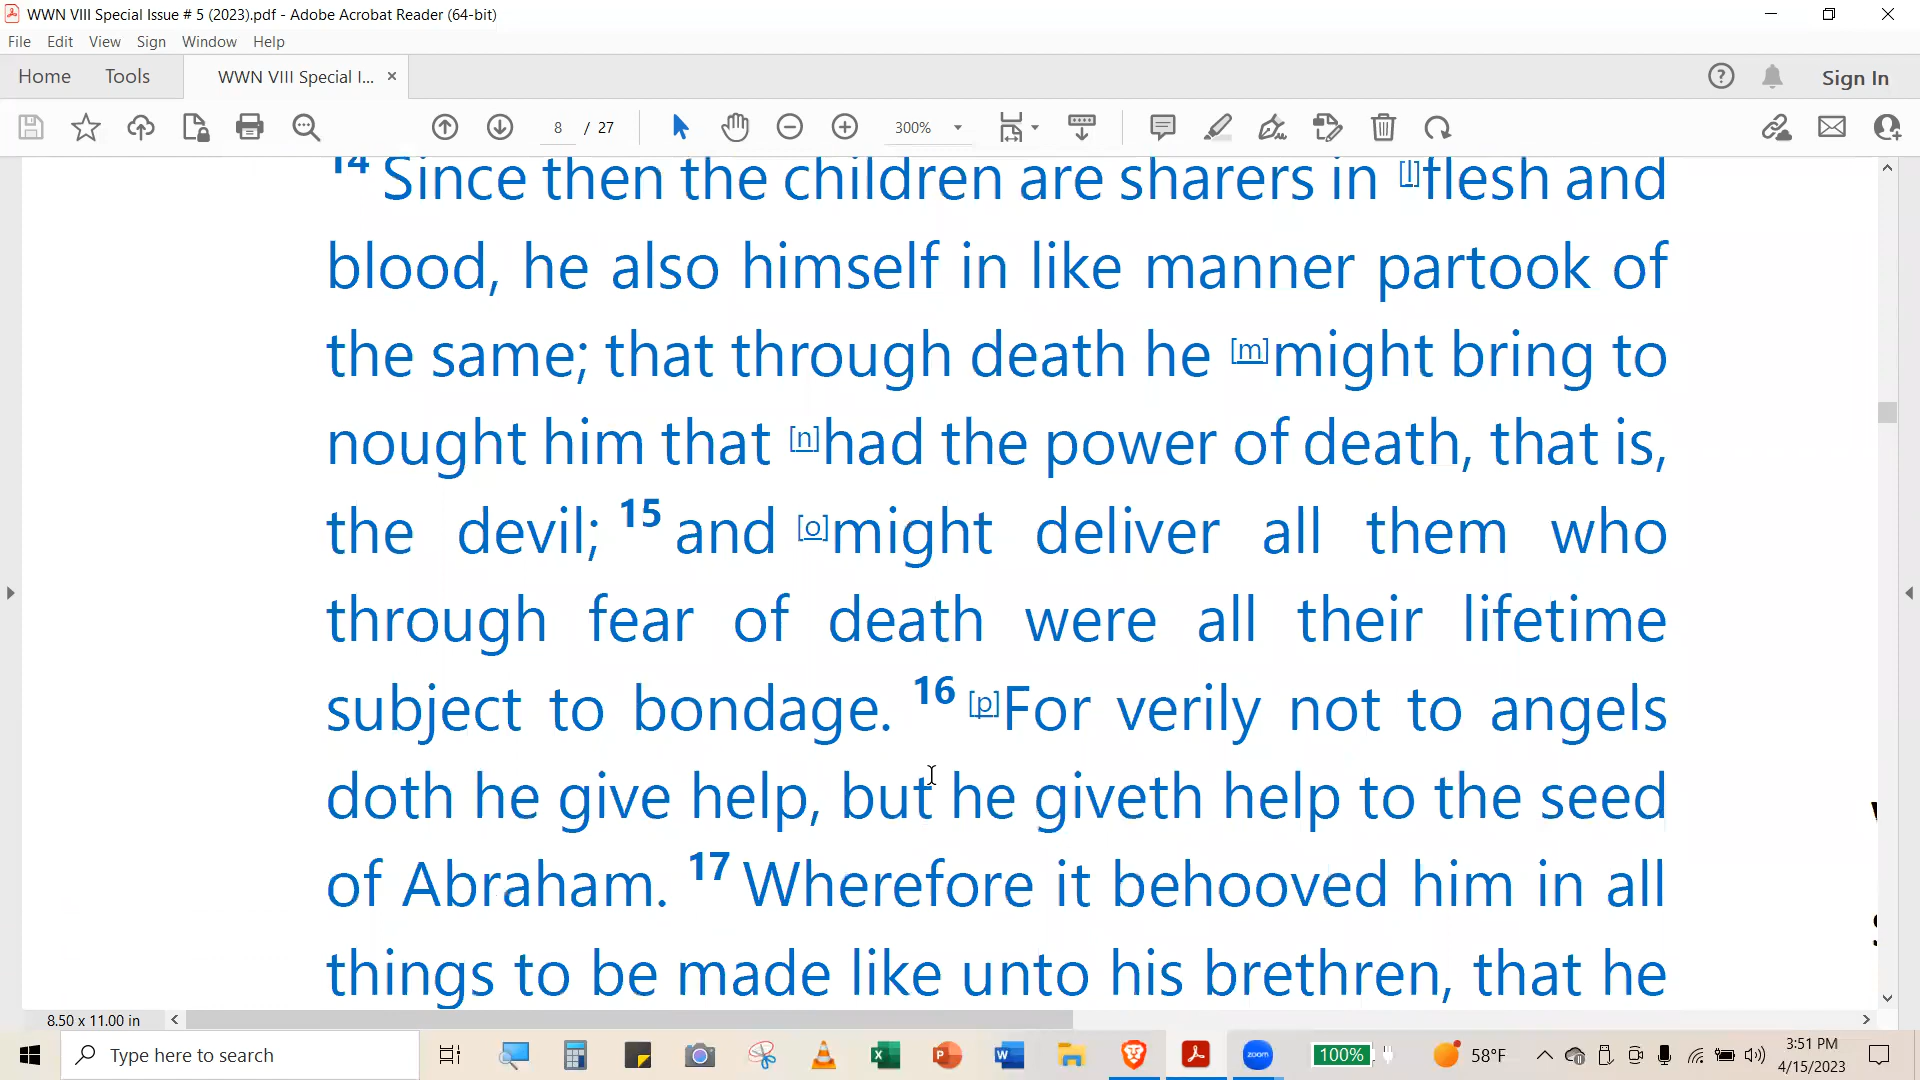 WWN VIII Special Issue # 5 (2023).pdf - Adobe Acrobat Reader (64-bit)
File Edit View Sign Window Help
Home Tools WWN VIII Special I... × Sign In
8 / 27 300%
14 Since then the children are sharers in [l]flesh and
blood, he also himself in like manner partook of
the same; that through death he [m]might bring to
nought him that [n]had the power of death, that is,
the devil; 15 and [o]might deliver all them who
through fear of death were all their lifetime
subject to bondage. 16 [p]For verily not to angels
doth he give help, but he giveth help to the seed
of Abraham. 17 Wherefore it behooved him in all
things to be made like unto his brethren, that he
8.50 x 11.00 in
Type here to search
zoom
100%
58°F
3:51 PM
4/15/2023